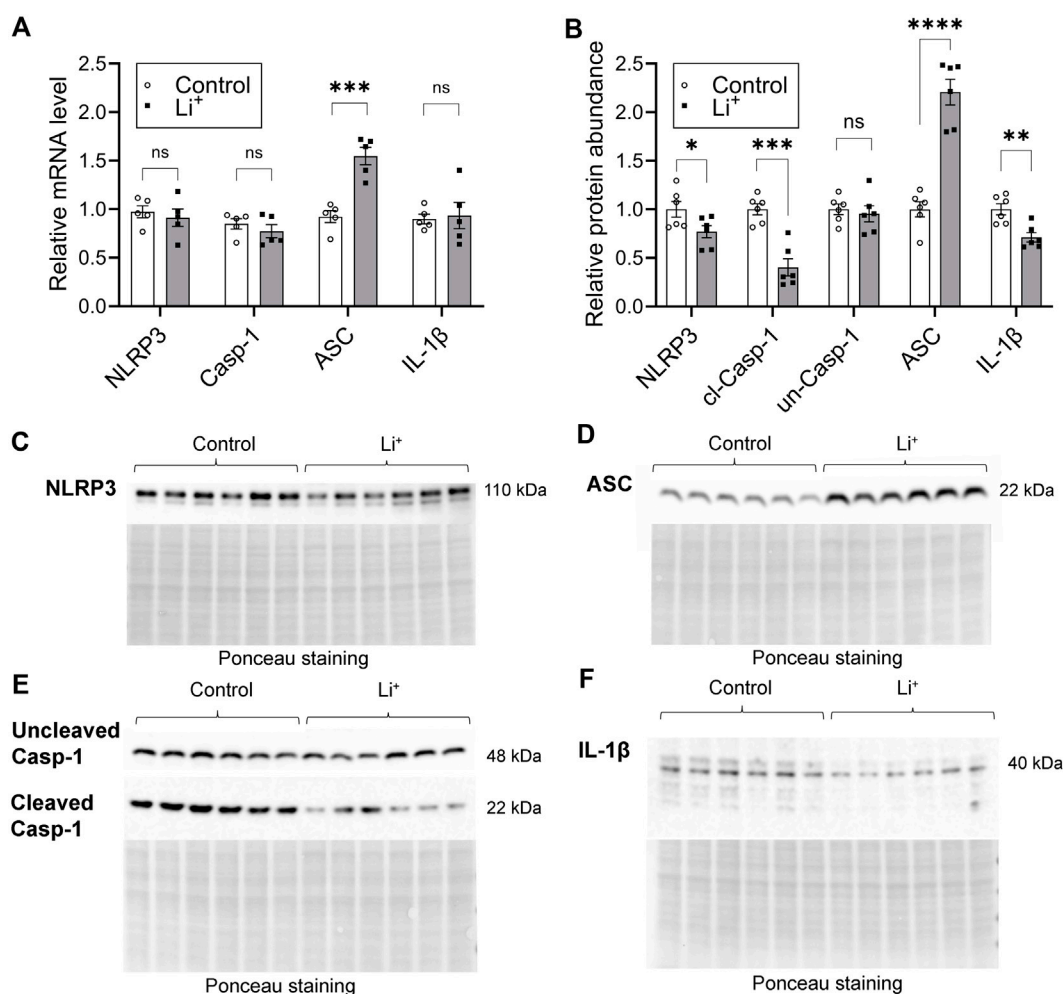 A
B
Relative mRNA level
2.5
2.0
1.5
1.0
0.5
0.0
Control
Li⁺
ns
ns
***
ns
NLRP3
Casp-1
ASC
IL-1β
Relative protein abundance
2.5
2.0
1.5
1.0
0.5
0.0
Control
Li⁺
*
***
ns
****
**
NLRP3
cl-Casp-1
un-Casp-1
ASC
IL-1β
C
Control
Li⁺
NLRP3
110 kDa
Ponceau staining
D
Control
Li⁺
ASC
22 kDa
Ponceau staining
E
Control
Li⁺
Uncleaved
Casp-1
48 kDa
Cleaved
Casp-1
22 kDa
Ponceau staining
F
Control
Li⁺
IL-1β
40 kDa
Ponceau staining